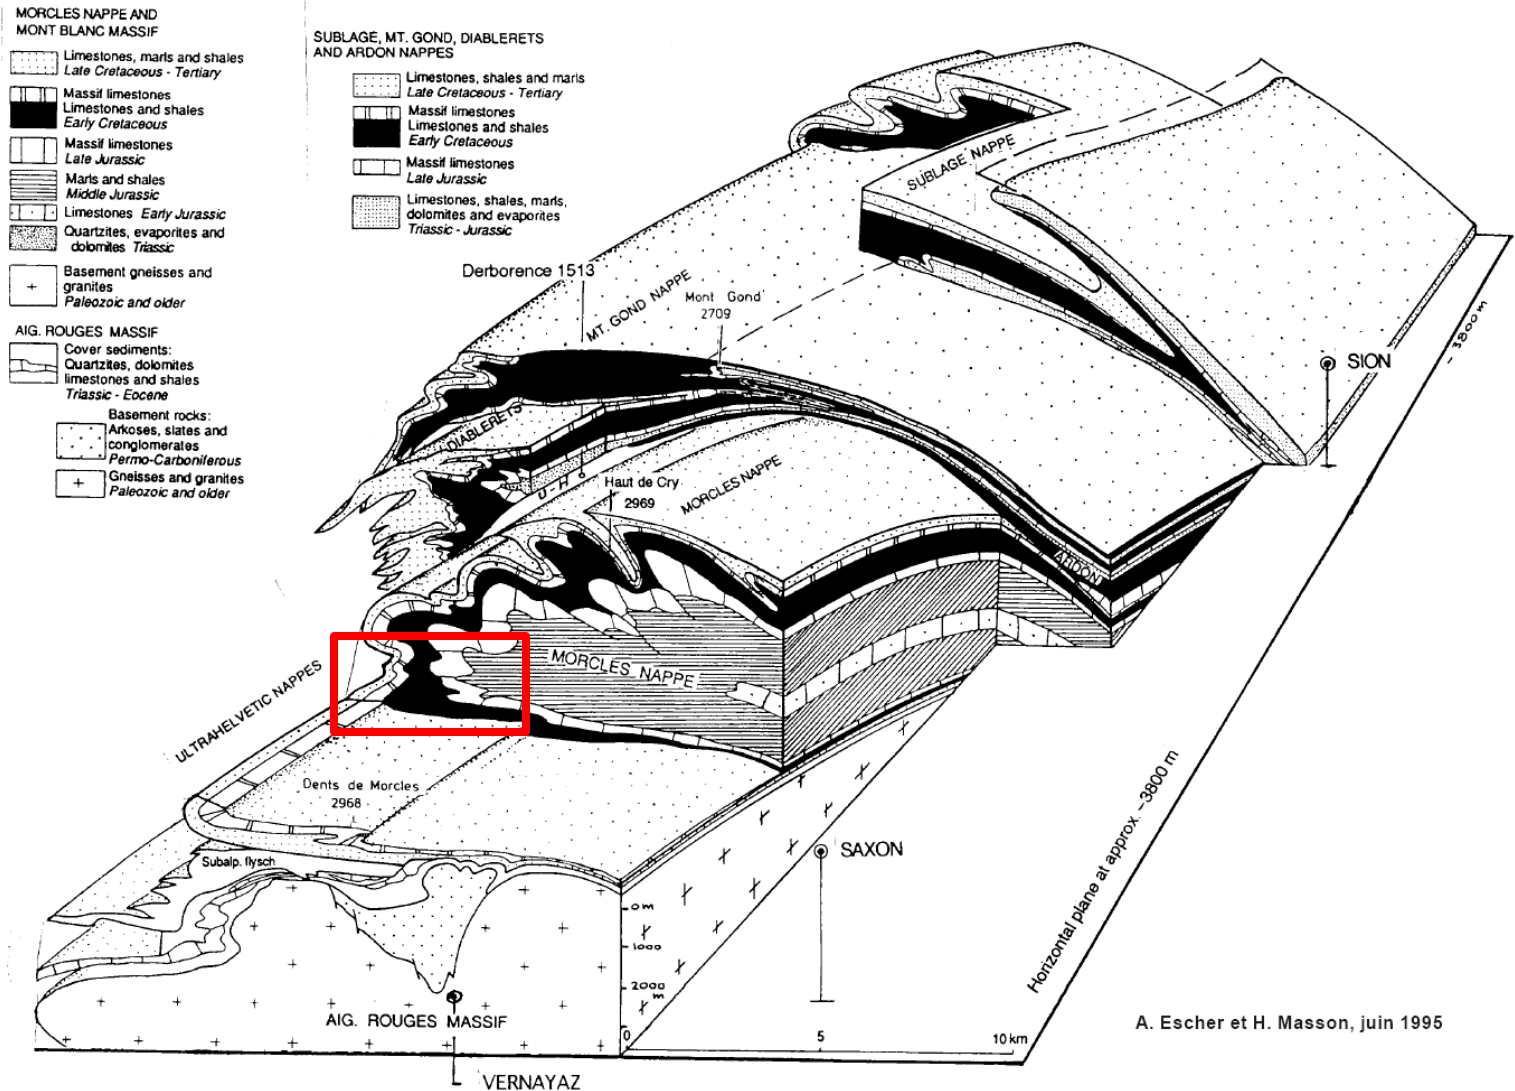 MORCLES NAPPE AND
MONT BLANC MASSIF
Limestones, marls and shales
Late Cretaceous - Tertiary
Massif limestones
Limestones and shales
Early Cretaceous
Massif limestones
Late Jurassic
Marls and shales
Middle Jurassic
Limestones Early Jurassic
Quartzites, evaporites and
dolomites Triassic
Basement gneisses and
granites
Paleozoic and older
AIG. ROUGES MASSIF
Cover sediments:
Quartzites, dolomites
limestones and shales
Triassic - Eocene
Basement rocks:
Arkoses, slates and
conglomerates
Permo-Carboniferous
Gneisses and granites
Paleozoic and older
SUBLAGE, MT. GOND, DIABLERETS
AND ARDON NAPPES
Limestones, shales and marls
Late Cretaceous - Tertiary
Massif limestones
Limestones and shales
Early Cretaceous
Massif limestones
Late Jurassic
Limestones, shales, marls,
dolomites and evaporites
Triassic - Jurassic
SUBLAGE NAPPE
Derborence 1513
MT. GOND NAPPE
Mont Gond
2709
SION
- 3800 m
DIABLERETS
U-H
Haut de Cry
2969
MORCLES NAPPE
ARDON
MORCLES NAPPE
ULTRAHELVETIC NAPPES
Dents de Morcles
2968
Subalp. flysch
SAXON
0 m
1000
2000
m
AIG. ROUGES MASSIF
VERNAYAZ
0
5
10 km
Horizontal plane at approx. - 3800 m
A. Escher et H. Masson, juin 1995